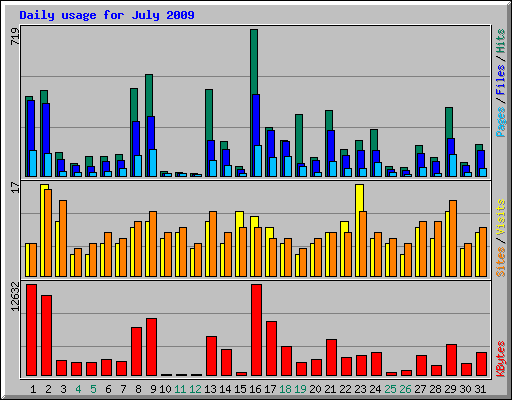 Daily usage for July 2009
719
Pages / Files / Hits
17
Sites / Visits
12632
KBytes
1 2 3 4 5 6 7 8 9 10 11 12 13 14 15 16 17 18 19 20 21 22 23 24 25 26 27 28 29 30 31